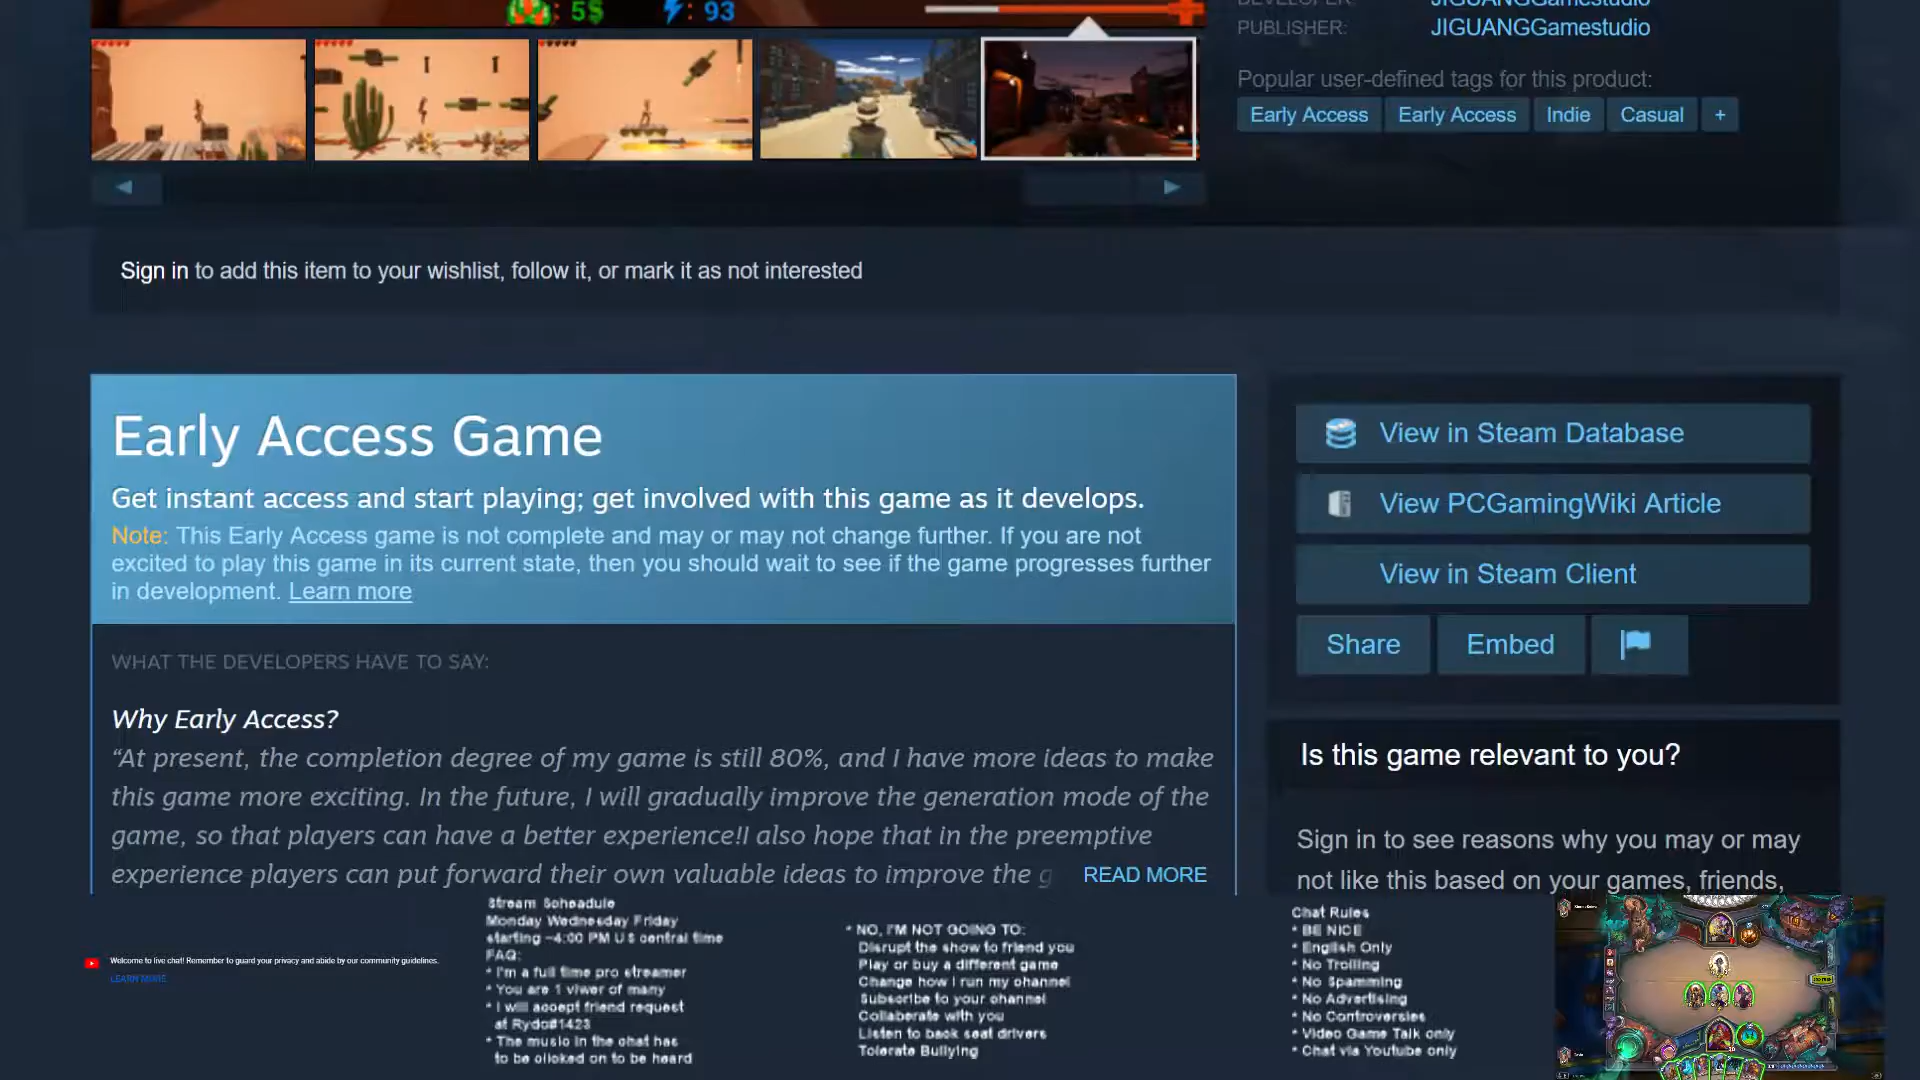 : 5$ : 93
DEVELOPER: JIGUANGGamestudio
PUBLISHER: JIGUANGGamestudio
Popular user-defined tags for this product:
Early Access Early Access Indie Casual +
Sign in to add this item to your wishlist, follow it, or mark it as not interested
Early Access Game
Get instant access and start playing; get involved with this game as it develops.
Note: This Early Access game is not complete and may or may not change further. If you are not
excited to play this game in its current state, then you should wait to see if the game progresses further
in development. Learn more
WHAT THE DEVELOPERS HAVE TO SAY:
Why Early Access?
“At present, the completion degree of my game is still 80%, and I have more ideas to make
this game more exciting. In the future, I will gradually improve the generation mode of the
game, so that players can have a better experience!I also hope that in the preemptive
experience players can put forward their own valuable ideas to improve the g READ MORE
View in Steam Database
View PCGamingWiki Article
View in Steam Client
Share Embed
Is this game relevant to you?
Sign in to see reasons why you may or may
not like this based on your games, friends,
Welcome to live chat! Remember to guard your privacy and abide by our community guidelines.
LEARN MORE
Stream Scheadule
Monday Wednesday Friday
starting ~4:00 PM US central time
FAQ:
* I'm a full time pro streamer
* You are 1 viwer of many
* I will accept friend request
at Rydo#1423
* The music in the chat has
to be clicked on to be heard
* NO, I'M NOT GOING TO:
Disrupt the show to friend you
Play or buy a different game
Change how I run my channel
Subscribe to your channel
Collaberate with you
Listen to back seat drivers
Tolerate Bullying
Chat Rules
* BE NICE
* English Only
* No Trolling
* No Spamming
* No Advertising
* No Controversies
* Video Game Talk only
* Chat via Youtube only